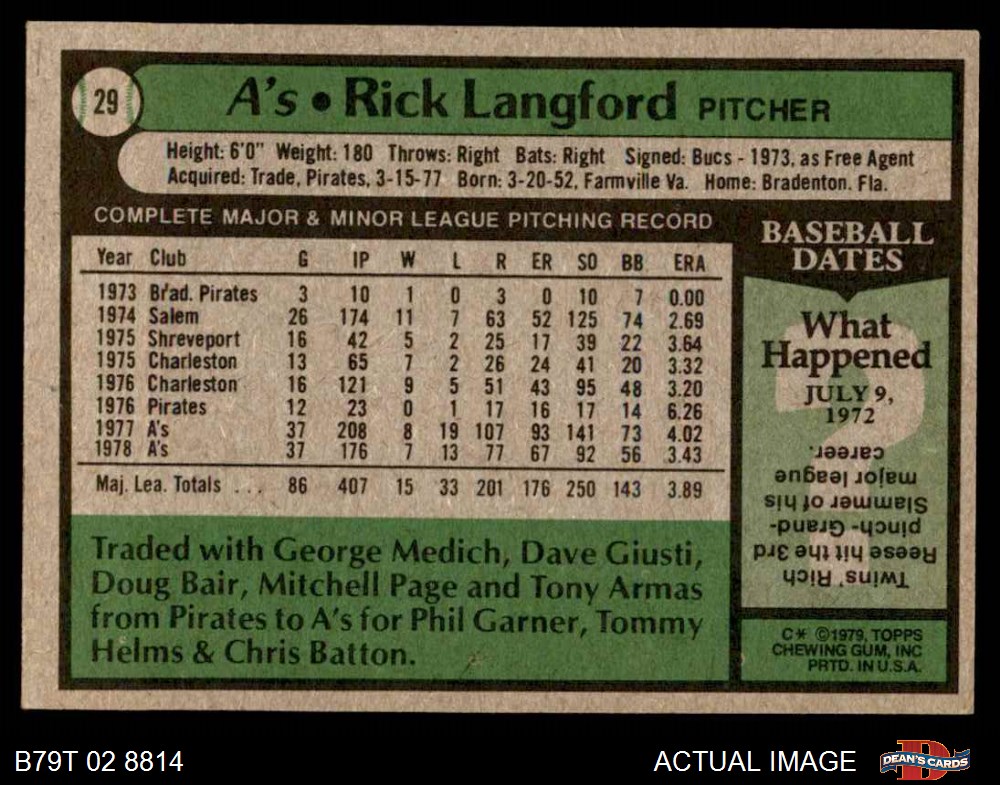 29
A's • Rick Langford PITCHER
Height: 6'0" Weight: 180 Throws: Right Bats: Right Signed: Bucs - 1973, as Free Agent
Acquired: Trade, Pirates, 3-15-77 Born: 3-20-52, Farmville Va. Home: Bradenton, Fla.
COMPLETE MAJOR & MINOR LEAGUE PITCHING RECORD
Year Club G IP W L R ER SO BB ERA
1973 Brad. Pirates 3 10 1 0 3 0 10 7 0.00
1974 Salem 26 174 11 7 63 52 125 74 2.69
1975 Shreveport 16 42 5 2 25 17 39 22 3.64
1975 Charleston 13 65 7 2 26 24 41 20 3.32
1976 Charleston 16 121 9 5 51 43 95 48 3.20
1976 Pirates 12 23 0 1 17 16 17 14 6.26
1977 A's 37 208 8 19 107 93 141 73 4.02
1978 A's 37 176 7 13 77 67 92 56 3.43
Maj. Lea. Totals ... 86 407 15 33 201 176 250 143 3.89
Traded with George Medich, Dave Giusti,
Doug Bair, Mitchell Page and Tony Armas
from Pirates to A's for Phil Garner, Tommy
Helms & Chris Batton.
BASEBALL
DATES
What
Happened
JULY 9,
1972
Twins' Rich
Reese hit the 3rd
pinch-Grand-
Slammer of his
major league
career.
C* ©1979, TOPPS
CHEWING GUM, INC
PRTD. IN U.S.A.
B79T 02 8814
ACTUAL IMAGE
D
DEAN'S CARDS